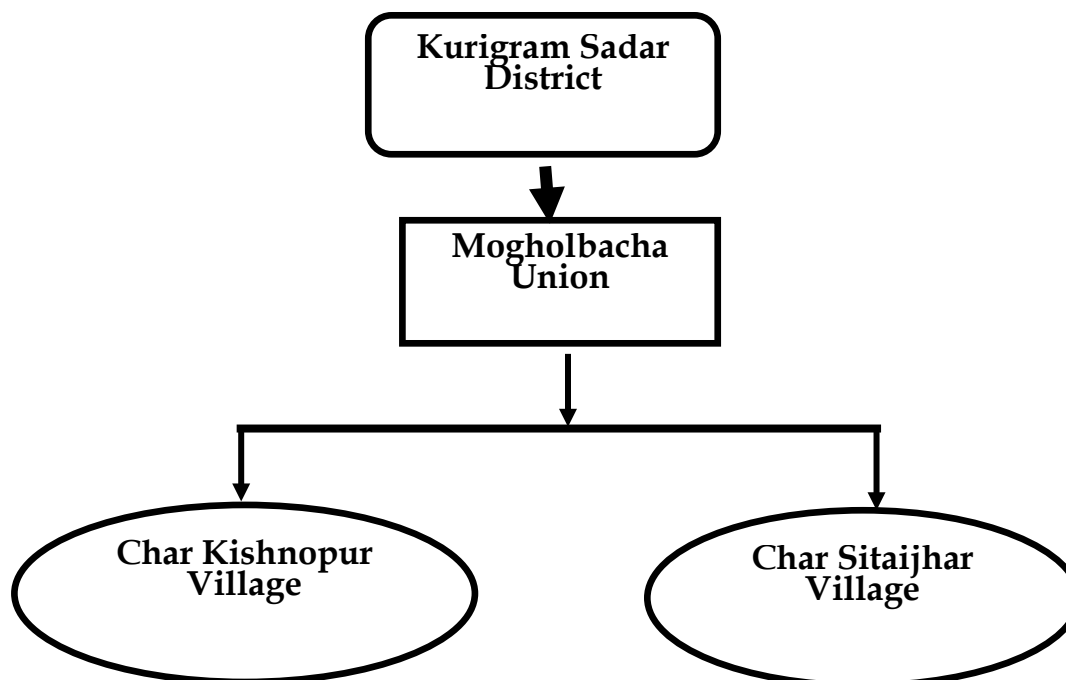 Kurigram Sadar
District
Mogholbacha
Union
Char Kishnopur
Village
Char Sitaijhar
Village